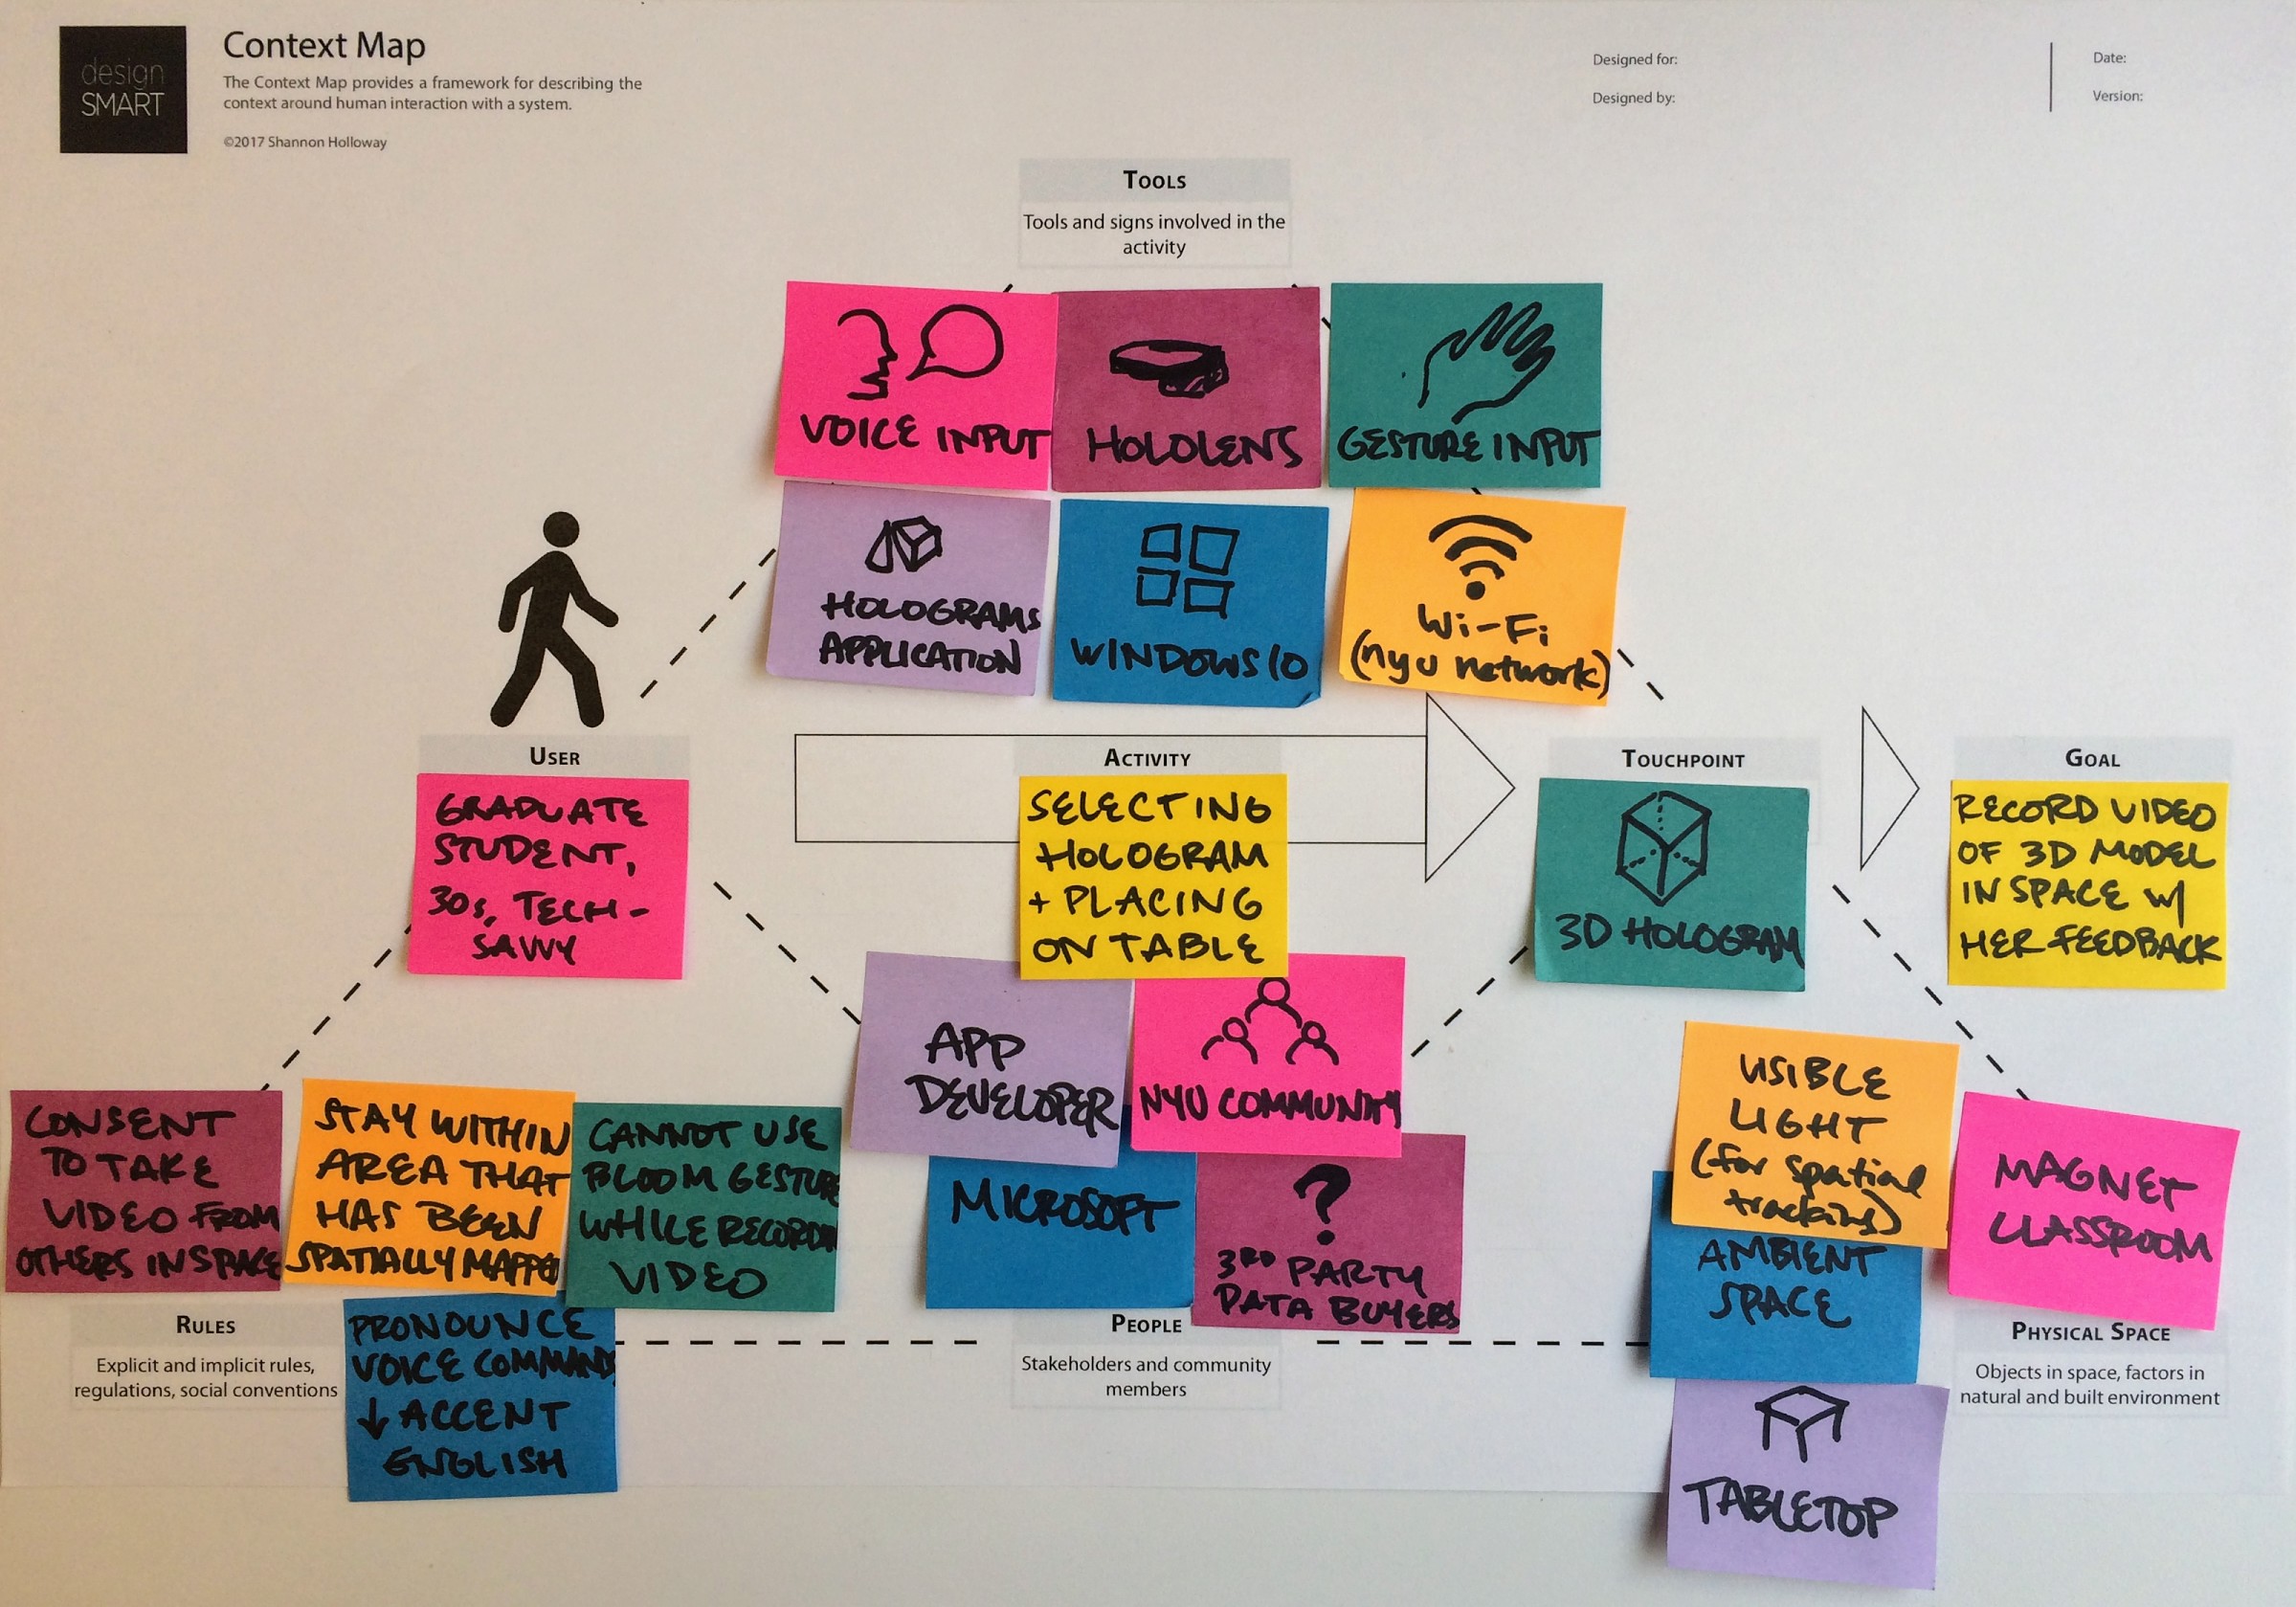 design
SMART
Context Map
The Context Map provides a framework for describing the
context around human interaction with a system.
©2017 Shannon Holloway
Designed for:
Designed by:
Date:
Version:
TOOLS
Tools and signs involved in the
activity
VOICE INPUT
HOLOLENS
GESTURE INPUT
HOLOGRAMS
APPLICATION
WINDOWS 10
Wi-Fi
(nyu network)
USER
GRADUATE
STUDENT,
30s, TECH-
SAVVY
ACTIVITY
SELECTING
HOLOGRAM
+ PLACING
ON TABLE
TOUCHPOINT
3D HOLOGRAM
GOAL
RECORD VIDEO
OF 3D MODEL
IN SPACE w/
HER FEEDBACK
CONSENT
TO TAKE
VIDEO FROM
OTHERS IN SPACE
STAY WITHIN
AREA THAT
HAS BEEN
SPATIALLY MAPPED
CANNOT USE
BLOOM GESTURE
WHILE RECORDIN
VIDEO
PRONOUNCE
VOICE COMMANDS
↓ ACCENT
ENGLISH
RULES
Explicit and implicit rules,
regulations, social conventions
APP
DEVELOPER
NYU COMMUNITY
MICROSOFT
?
3RD PARTY
DATA BUYERS
PEOPLE
Stakeholders and community
members
VISIBLE
LIGHT
(for spatial
tracking)
MAGNET
CLASSROOM
AMBIENT
SPACE
TABLETOP
PHYSICAL SPACE
Objects in space, factors in
natural and built environment